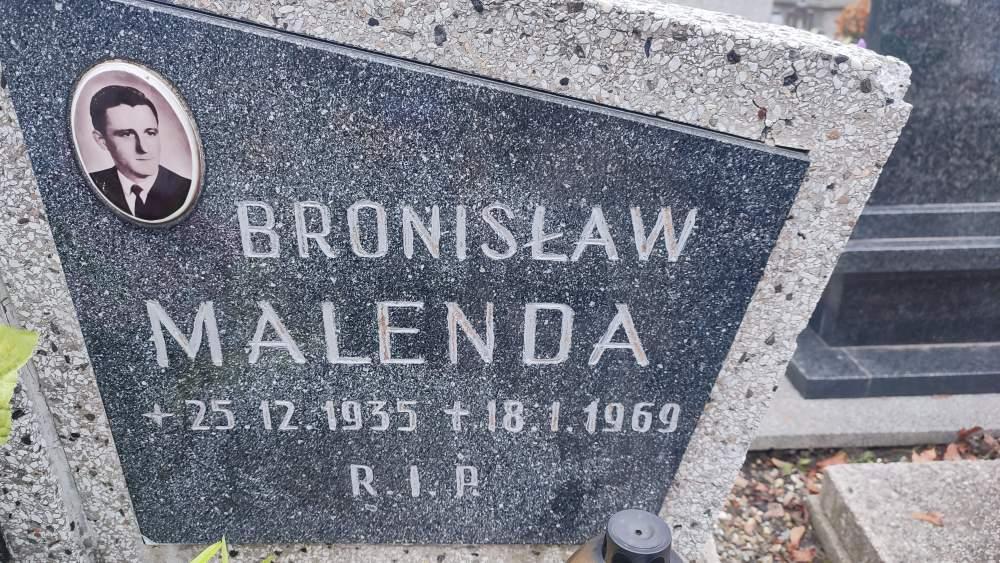 BRONISŁAW
MALENDA
+ 25.12.1935 † 18.1.1969
R.I.P.